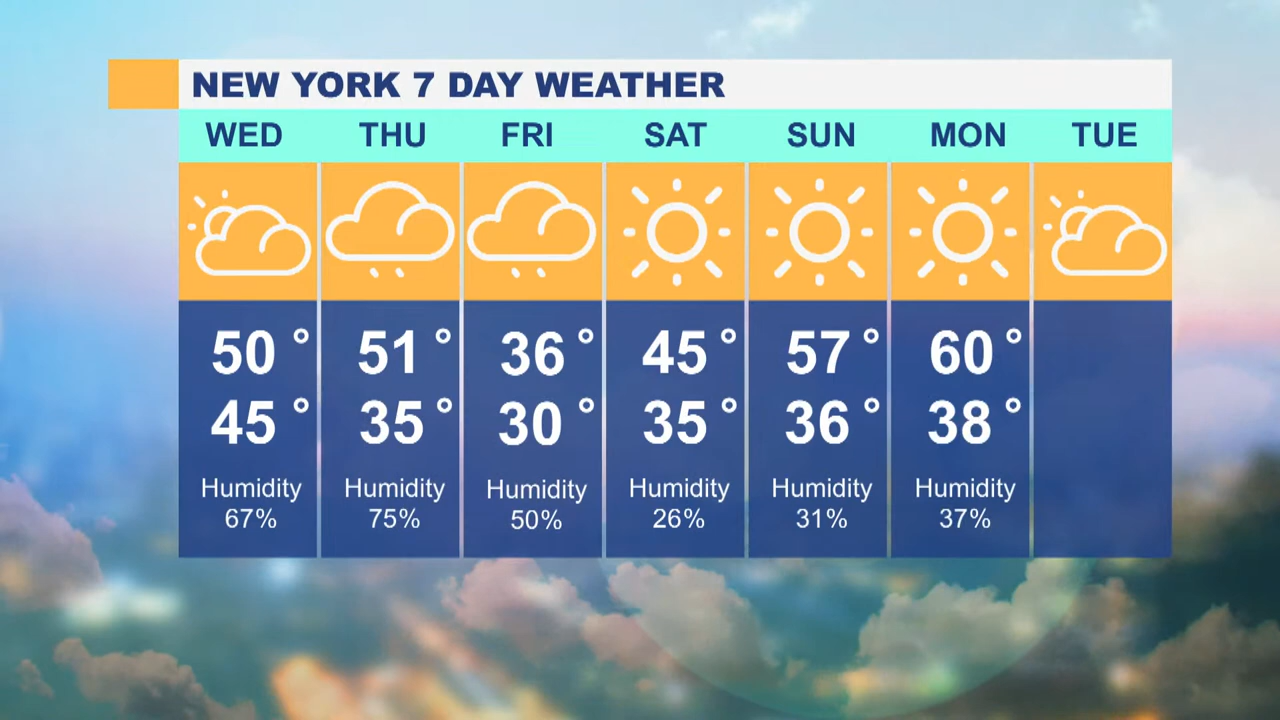 NEW YORK 7 DAY WEATHER
WED THU FRI SAT SUN MON TUE
50° 51° 36° 45° 57° 60°
45° 35° 30° 35° 36° 38°
Humidity Humidity Humidity Humidity Humidity Humidity
67% 75% 50% 26% 31% 37%